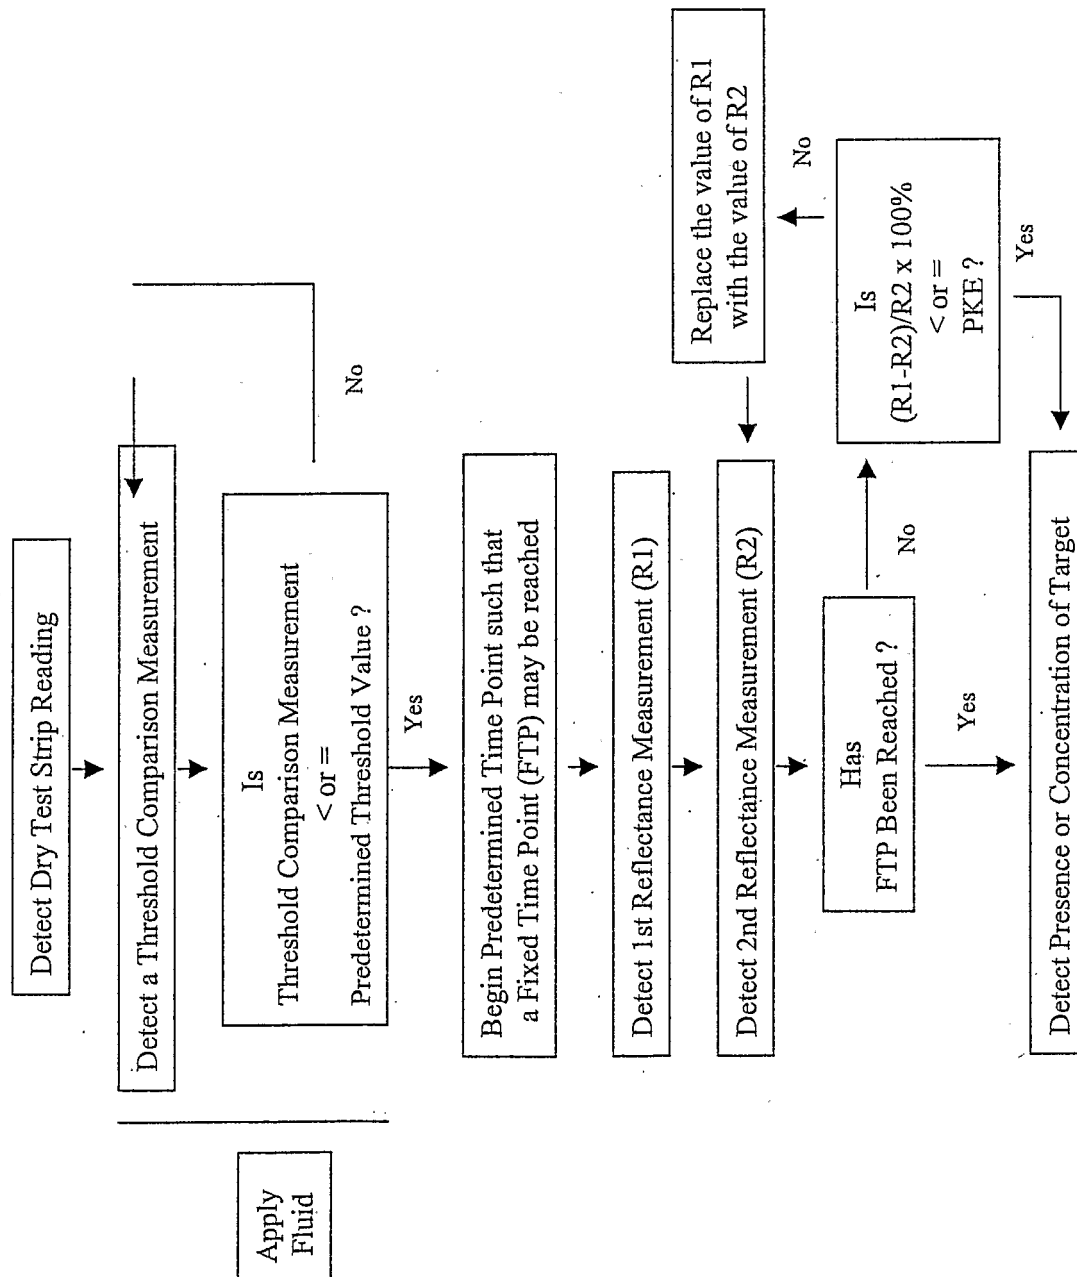 Detect Dry Test Strip Reading
Detect a Threshold Comparison Measurement
Apply
Fluid
Is
Threshold Comparison Measurement
< or =
Predetermined Threshold Value ?
No
Yes
Begin Predetermined Time Point such that
a Fixed Time Point (FTP) may be reached
Detect 1st Reflectance Measurement (R1)
Detect 2nd Reflectance Measurement (R2)
Replace the value of R1
with the value of R2
Has
FTP Been Reached ?
No
Is
(R1-R2)/R2 x 100%
< or =
PKE ?
No
Yes
Yes
Detect Presence or Concentration of Target